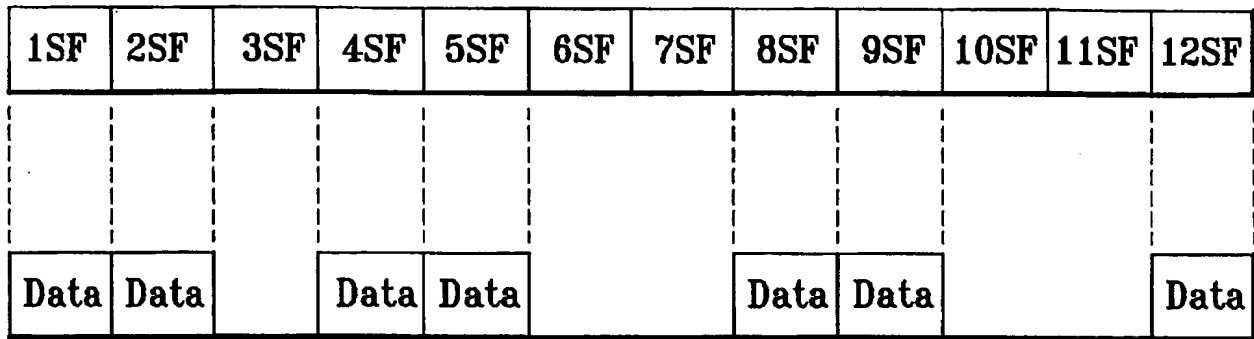 1SF 2SF 3SF 4SF 5SF 6SF 7SF 8SF 9SF 10SF 11SF 12SF
Data Data Data Data Data Data Data